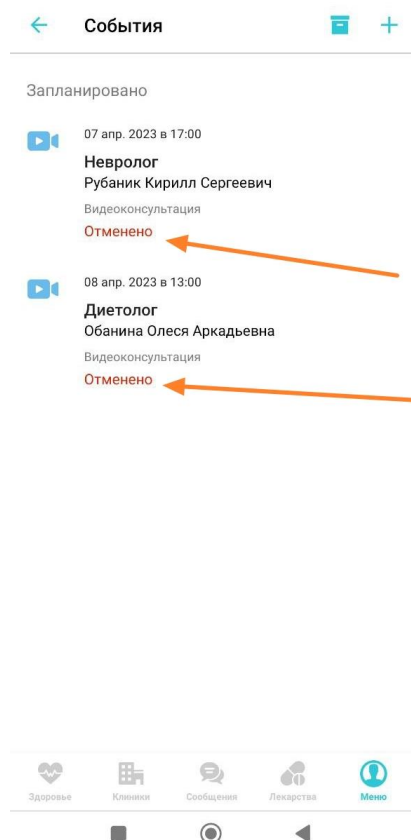 События
Запланировано
07 апр. 2023 в 17:00
Невролог
Рубаник Кирилл Сергеевич
Видеоконсультация
Отменено
08 апр. 2023 в 13:00
Диетолог
Обанина Олеся Аркадьевна
Видеоконсультация
Отменено
Здоровье
Клиники
Сообщения
Лекарства
Меню